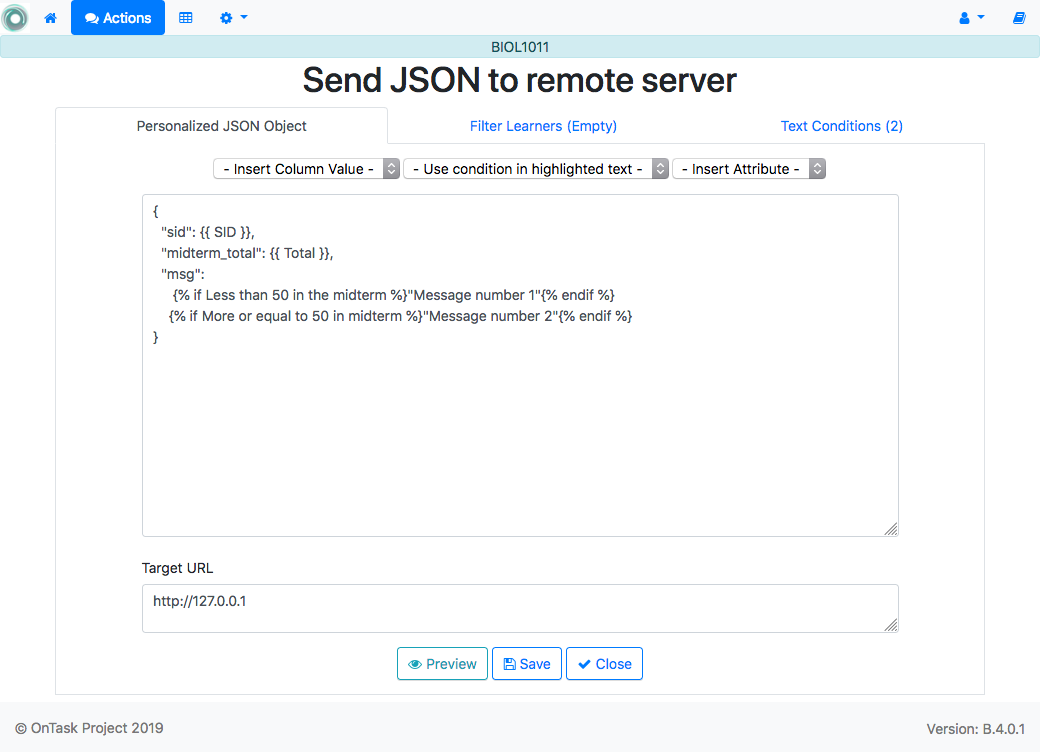 Actions
BIOL1011
Send JSON to remote server
Personalized JSON Object
Filter Learners (Empty)
Text Conditions (2)
- Insert Column Value -
- Use condition in highlighted text -
- Insert Attribute -
{
"sid": {{ SID }},
"midterm_total": {{ Total }},
"msg":
{% if Less than 50 in the midterm %}"Message number 1"{% endif %}
{% if More or equal to 50 in midterm %}"Message number 2"{% endif %}
}
Target URL
http://127.0.0.1
Preview
Save
Close
© OnTask Project 2019
Version: B.4.0.1